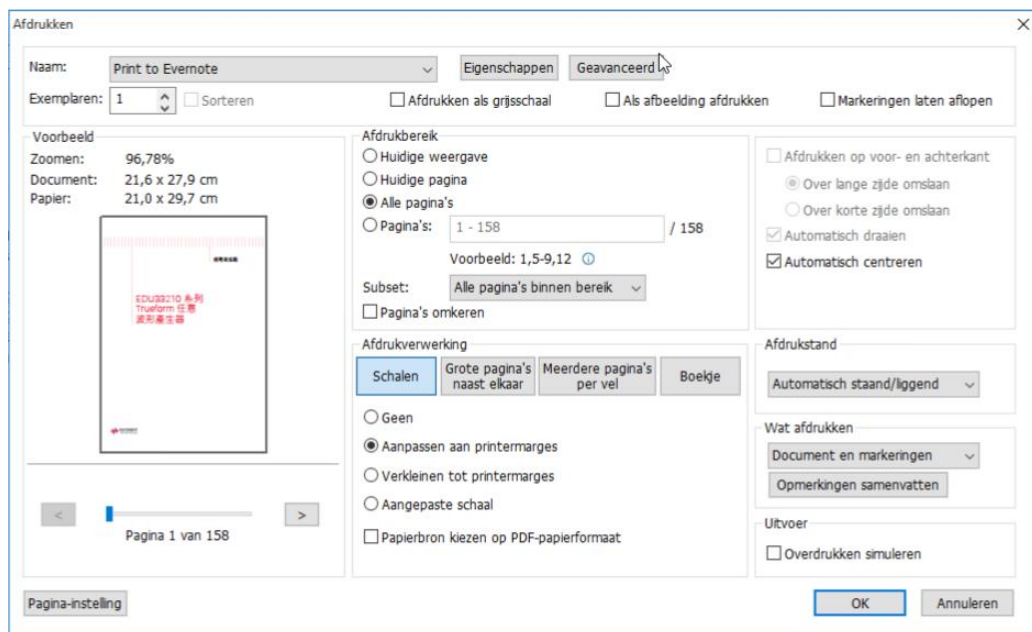 Afdrukken
Naam: Print to Evernote Eigenschappen Geavanceerd
Exemplaren: 1 Sorteren Afdrukken als grijsschaal Als afbeelding afdrukken Markeringen laten aflopen
Voorbeeld
Zoomen: 96,78%
Document: 21,6 x 27,9 cm
Papier: 21,0 x 29,7 cm
EDU33210 系列
Trueform 任意
波形產生器
< >
Pagina 1 van 158
Afdrukbereik
Huidige weergave
Huidige pagina
Alle pagina's
Pagina's: 1 - 158 / 158
Voorbeeld: 1,5-9,12
Subset: Alle pagina's binnen bereik
Pagina's omkeren
Afdrukverwerking
Schalen
Grote pagina's
naast elkaar
Meerdere pagina's
per vel
Boekje
Geen
Aanpassen aan printermarges
Verkleinen tot printermarges
Aangepaste schaal
Papierbron kiezen op PDF-papierformaat
Afdrukken op voor- en achterkant
Over lange zijde omslaan
Over korte zijde omslaan
Automatisch draaien
Automatisch centreren
Afdrukstand
Automatisch staand/liggend
Wat afdrukken
Document en markeringen
Opmerkingen samenvatten
Uitvoer
Overdrukken simuleren
Pagina-instelling OK Annuleren